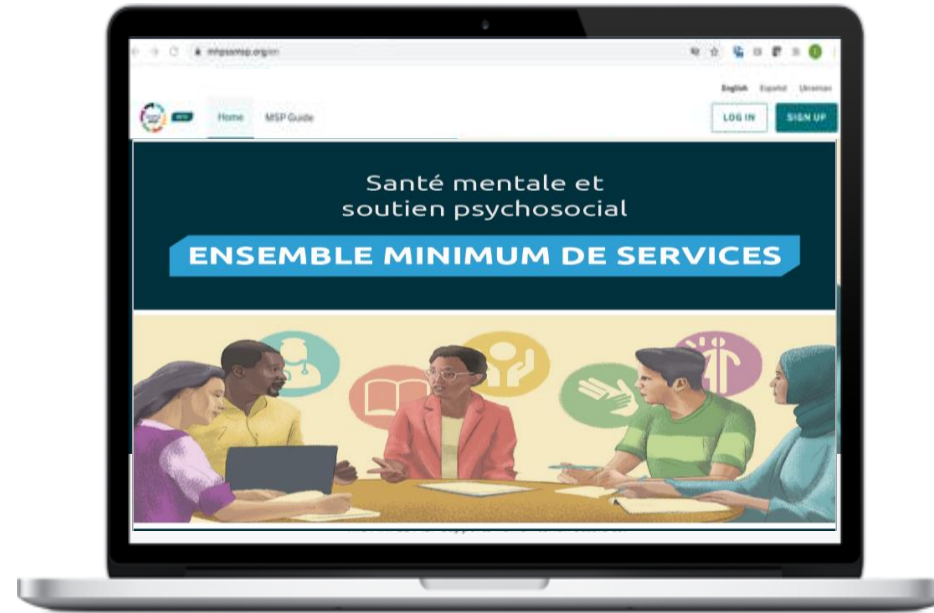 mhpssmsp.org/en
English Español Ukrainian
Home MSP Guide LOG IN SIGN UP
Santé mentale et
soutien psychosocial
ENSEMBLE MINIMUM DE SERVICES